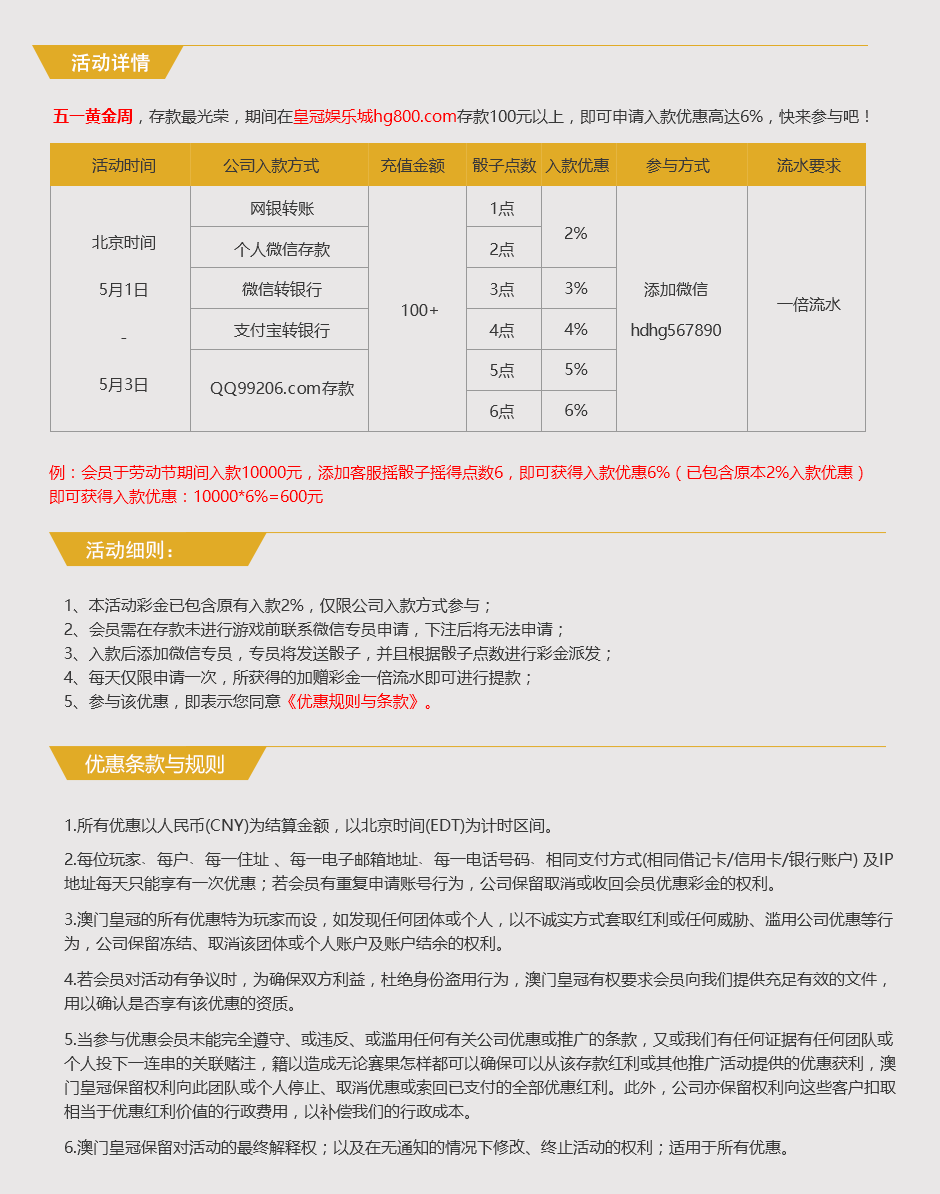 活动详情
五一黄金周，存款最光荣，期间在皇冠娱乐城hg800.com存款100元以上，即可申请入款优惠高达6%，快来参与吧！
活动时间 公司入款方式 充值金额 骰子点数 入款优惠 参与方式 流水要求
北京时间
5月1日
-
5月3日
网银转账
个人微信存款
微信转银行
支付宝转银行
QQ99206.com存款
100+
1点
2点
3点
4点
5点
6点
2%
3%
4%
5%
6%
添加微信
hdhg567890
一倍流水
例：会员于劳动节期间入款10000元，添加客服摇骰子摇得点数6，即可获得入款优惠6%（已包含原本2%入款优惠）
即可获得入款优惠：10000*6%=600元
活动细则：
1、本活动彩金已包含原有入款2%，仅限公司入款方式参与；
2、会员需在存款未进行游戏前联系微信专员申请，下注后将无法申请；
3、入款后添加微信专员，专员将发送骰子，并且根据骰子点数进行彩金派发；
4、每天仅限申请一次，所获得的加赠彩金一倍流水即可进行提款；
5、参与该优惠，即表示您同意《优惠规则与条款》。
优惠条款与规则
1.所有优惠以人民币(CNY)为结算金额，以北京时间(EDT)为计时区间。
2.每位玩家、每户、每一住址 、每一电子邮箱地址、每一电话号码、相同支付方式(相同借记卡/信用卡/银行账户) 及IP
地址每天只能享有一次优惠；若会员有重复申请账号行为，公司保留取消或收回会员优惠彩金的权利。
3.澳门皇冠的所有优惠特为玩家而设，如发现任何团体或个人，以不诚实方式套取红利或任何威胁、滥用公司优惠等行
为，公司保留冻结、取消该团体或个人账户及账户结余的权利。
4.若会员对活动有争议时，为确保双方利益，杜绝身份盗用行为，澳门皇冠有权要求会员向我们提供充足有效的文件，
用以确认是否享有该优惠的资质。
5.当参与优惠会员未能完全遵守、或违反、或滥用任何有关公司优惠或推广的条款，又或我们有任何证据有任何团队或
个人投下一连串的关联赌注，籍以造成无论赛果怎样都可以确保可以从该存款红利或其他推广活动提供的优惠获利，澳
门皇冠保留权利向此团队或个人停止、取消优惠或索回已支付的全部优惠红利。此外，公司亦保留权利向这些客户扣取
相当于优惠红利价值的行政费用，以补偿我们的行政成本。
6.澳门皇冠保留对活动的最终解释权；以及在无通知的情况下修改、终止活动的权利；适用于所有优惠。